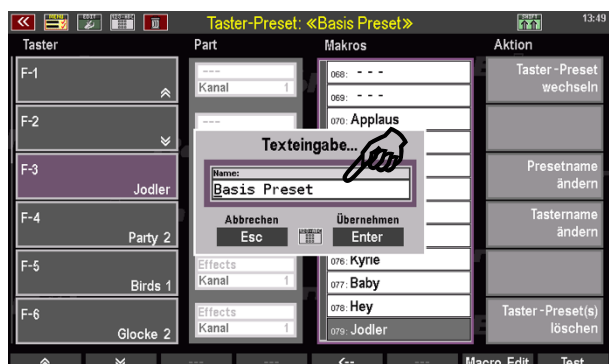 MENU EDIT SHIFT
Taster-Preset: «Basis Preset» 13:49
Taster Part Makros Aktion
F-1
---
Kanal 1
068: - - -
069: - - -
Taster-Preset
wechseln
F-2
---
070: Applaus
F-3
Jodler
Texteingabe...
Name:
Basis Preset
Abbrechen Übernehmen
Esc Enter
Presetname
ändern
F-4
Party 2
Tastername
ändern
F-5
Birds 1
Effects
Kanal 1
076: Kyrie
077: Baby
F-6
Glocke 2
Effects
Kanal 1
078: Hey
079: Jodler
Taster-Preset(s)
löschen
--- --- <-- --- Macro Edit Test